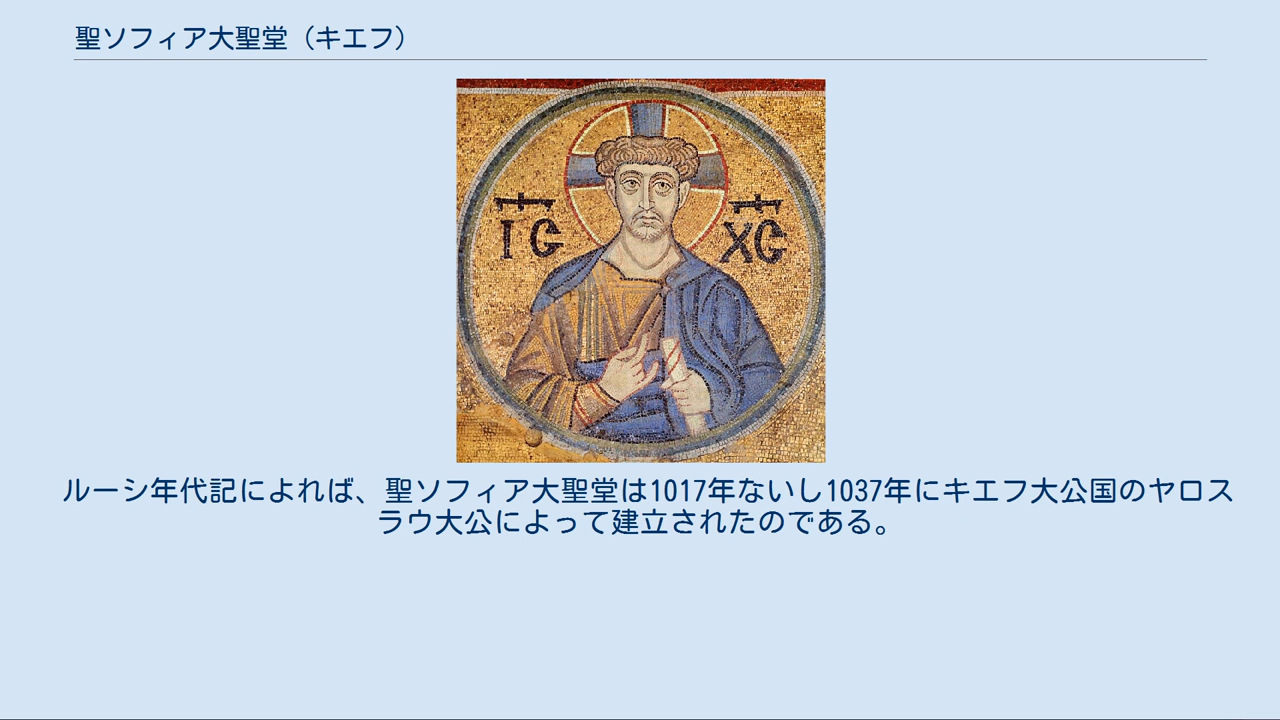 聖ソフィア大聖堂（キエフ）
IC XC
ルーシ年代記によれば、聖ソフィア大聖堂は1017年ないし1037年にキエフ大公国のヤロス
ラウ大公によって建立されたのである。